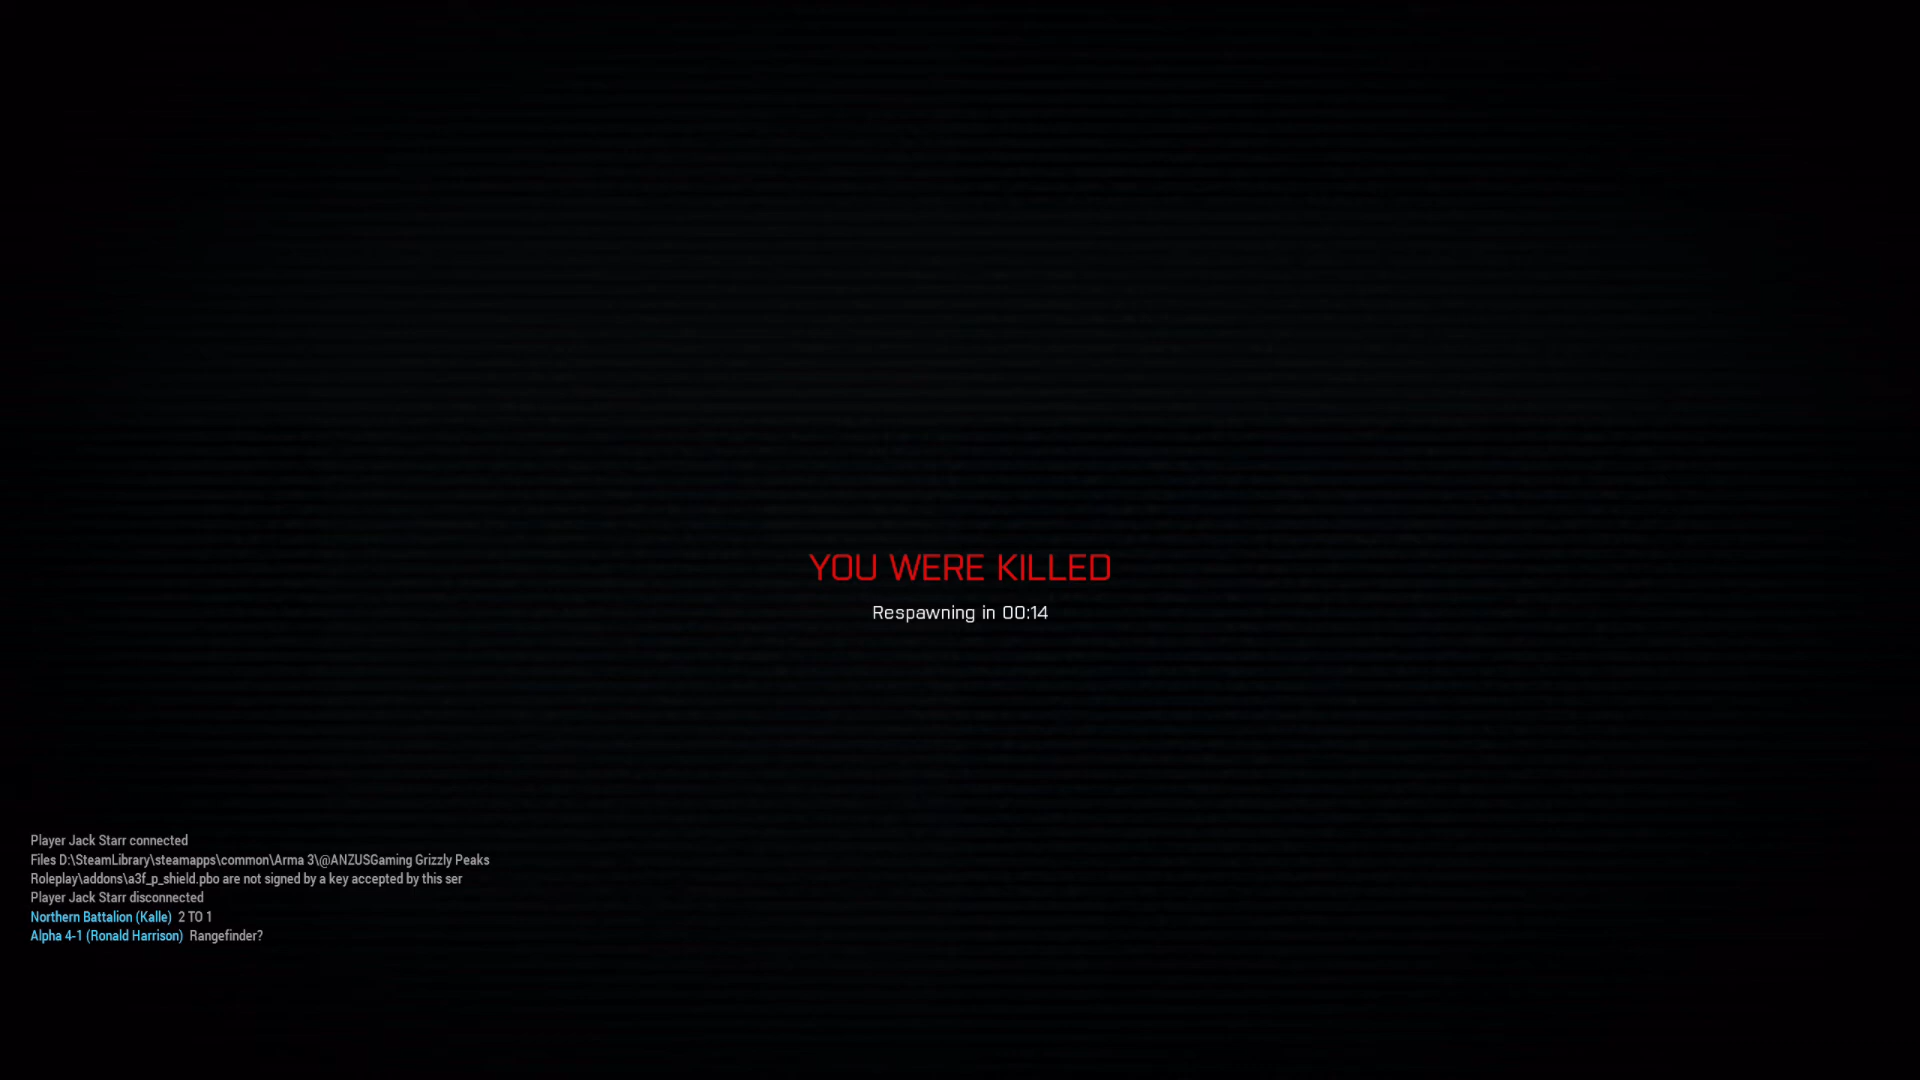 YOU WERE KILLED
Respawning in 00:14
Player Jack Starr connected
Files D:\SteamLibrary\steamapps\common\Arma 3\@ANZUSGaming Grizzly Peaks
Roleplay\addons\a3f_p_shield.pbo are not signed by a key accepted by this ser
Player Jack Starr disconnected
Northern Battalion (Kalle) 2 TO 1
Alpha 4-1 (Ronald Harrison) Rangefinder?